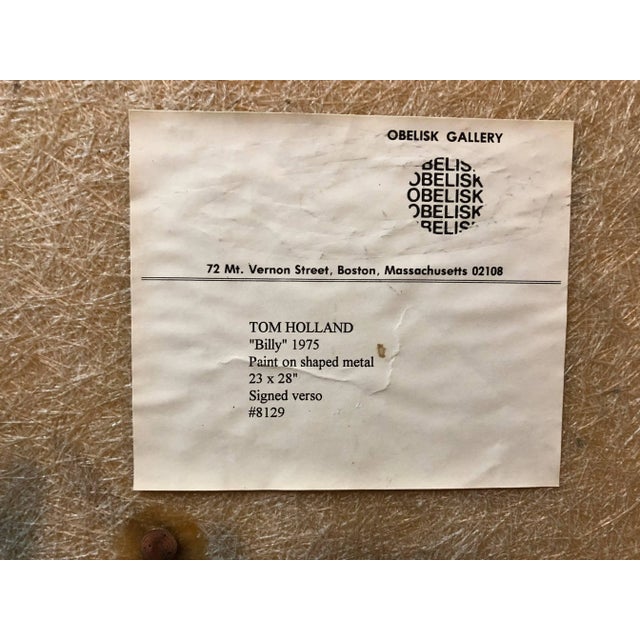 OBELISK GALLERY
OBELISK
OBELISK
OBELISK
OBELISK
OBELISK
72 Mt. Vernon Street, Boston, Massachusetts 02108
TOM HOLLAND
"Billy" 1975
Paint on shaped metal
23 x 28"
Signed verso
#8129